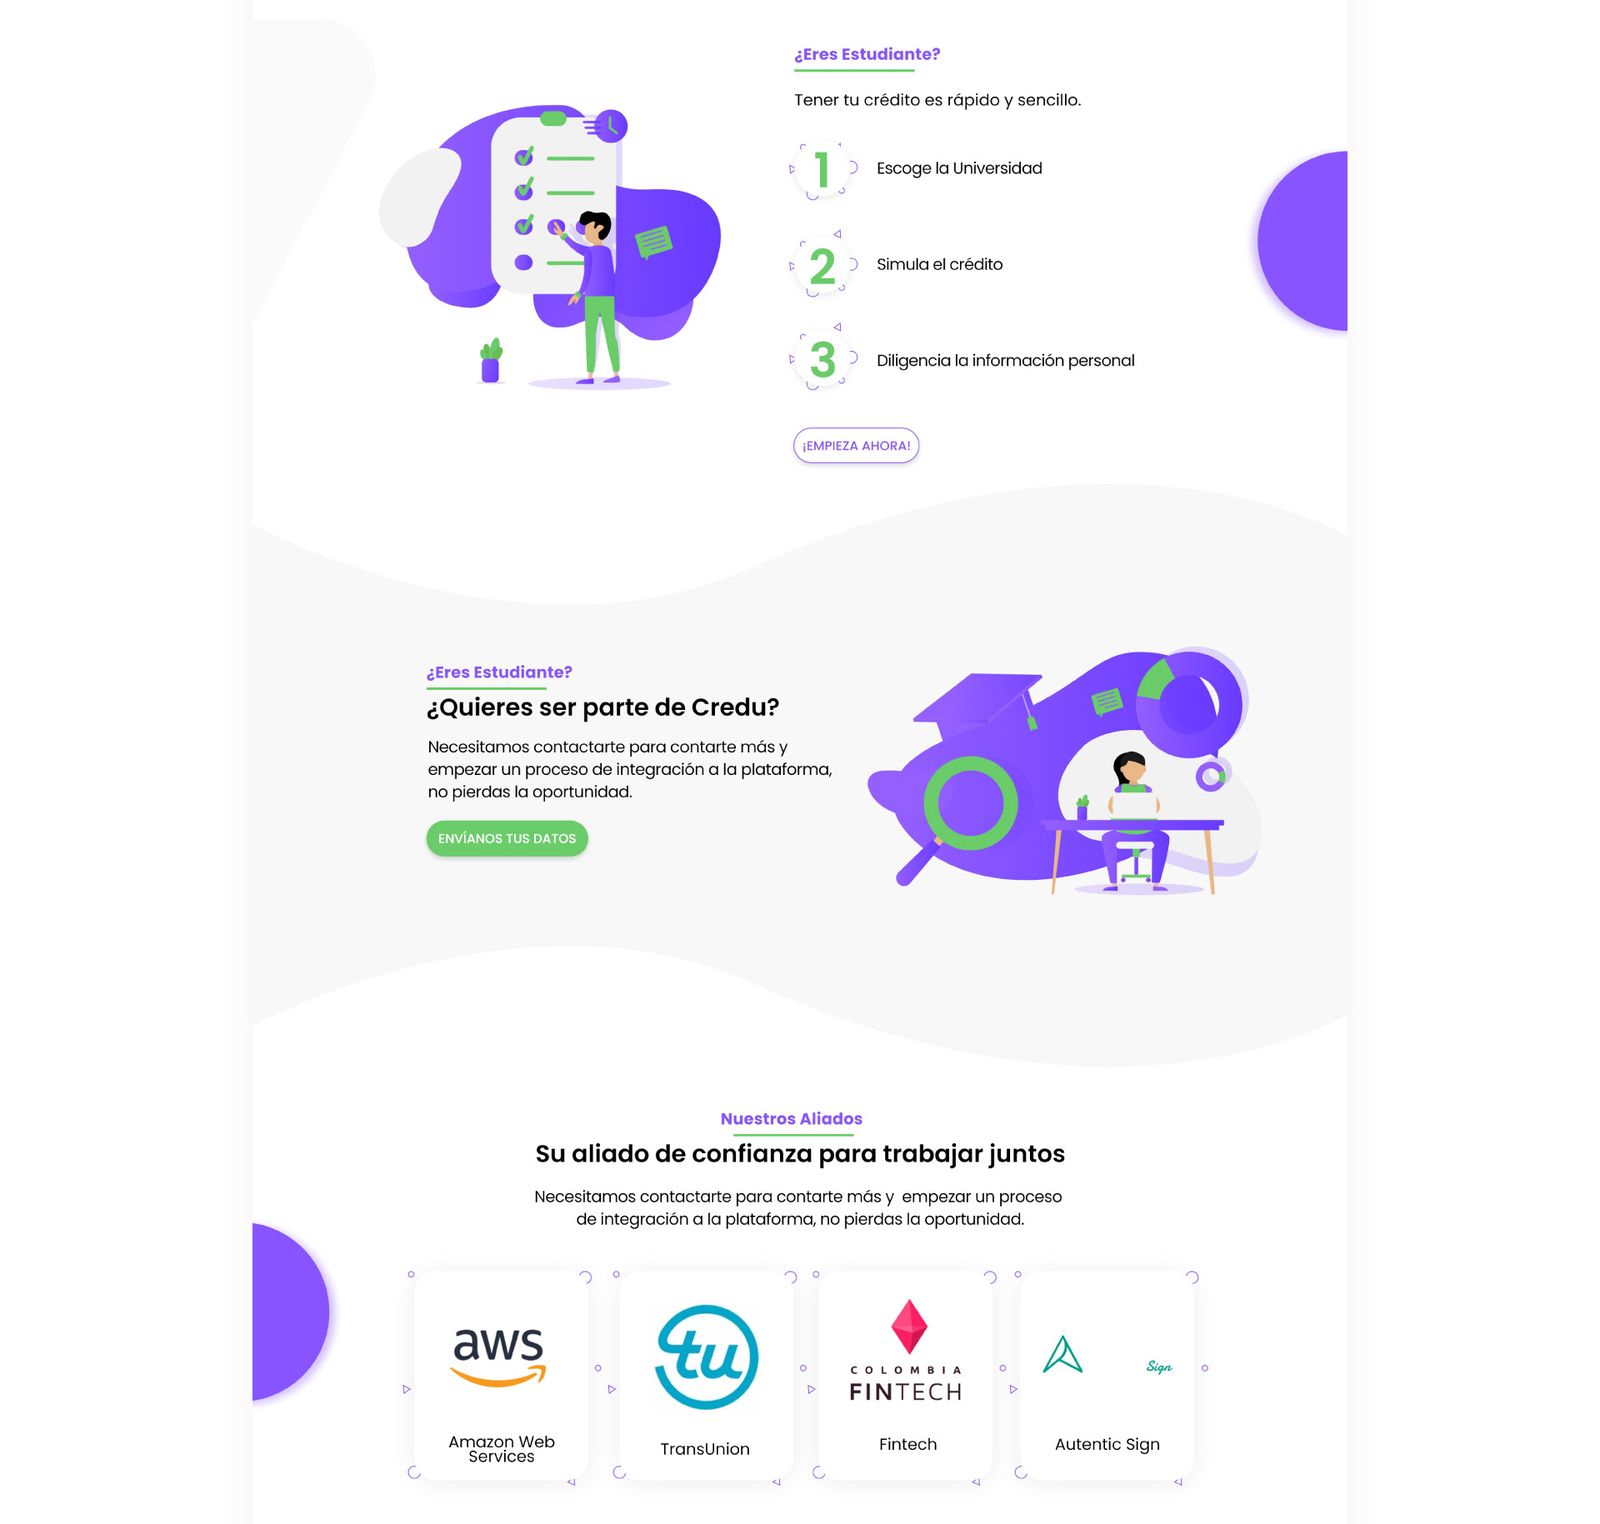 ¿Eres Estudiante?
Tener tu crédito es rápido y sencillo.
1
Escoge la Universidad
2
Simula el crédito
3
Diligencia la información personal
¡EMPIEZA AHORA!
¿Eres Estudiante?
¿Quieres ser parte de Credu?
Necesitamos contactarte para contarte más y
empezar un proceso de integración a la plataforma,
no pierdas la oportunidad.
ENVÍANOS TUS DATOS
Nuestros Aliados
Su aliado de confianza para trabajar juntos
Necesitamos contactarte para contarte más y  empezar un proceso
de integración a la plataforma, no pierdas la oportunidad.
aws
Amazon Web
Services
tu
TransUnion
COLOMBIA
FINTECH
Fintech
Sign
Autentic Sign